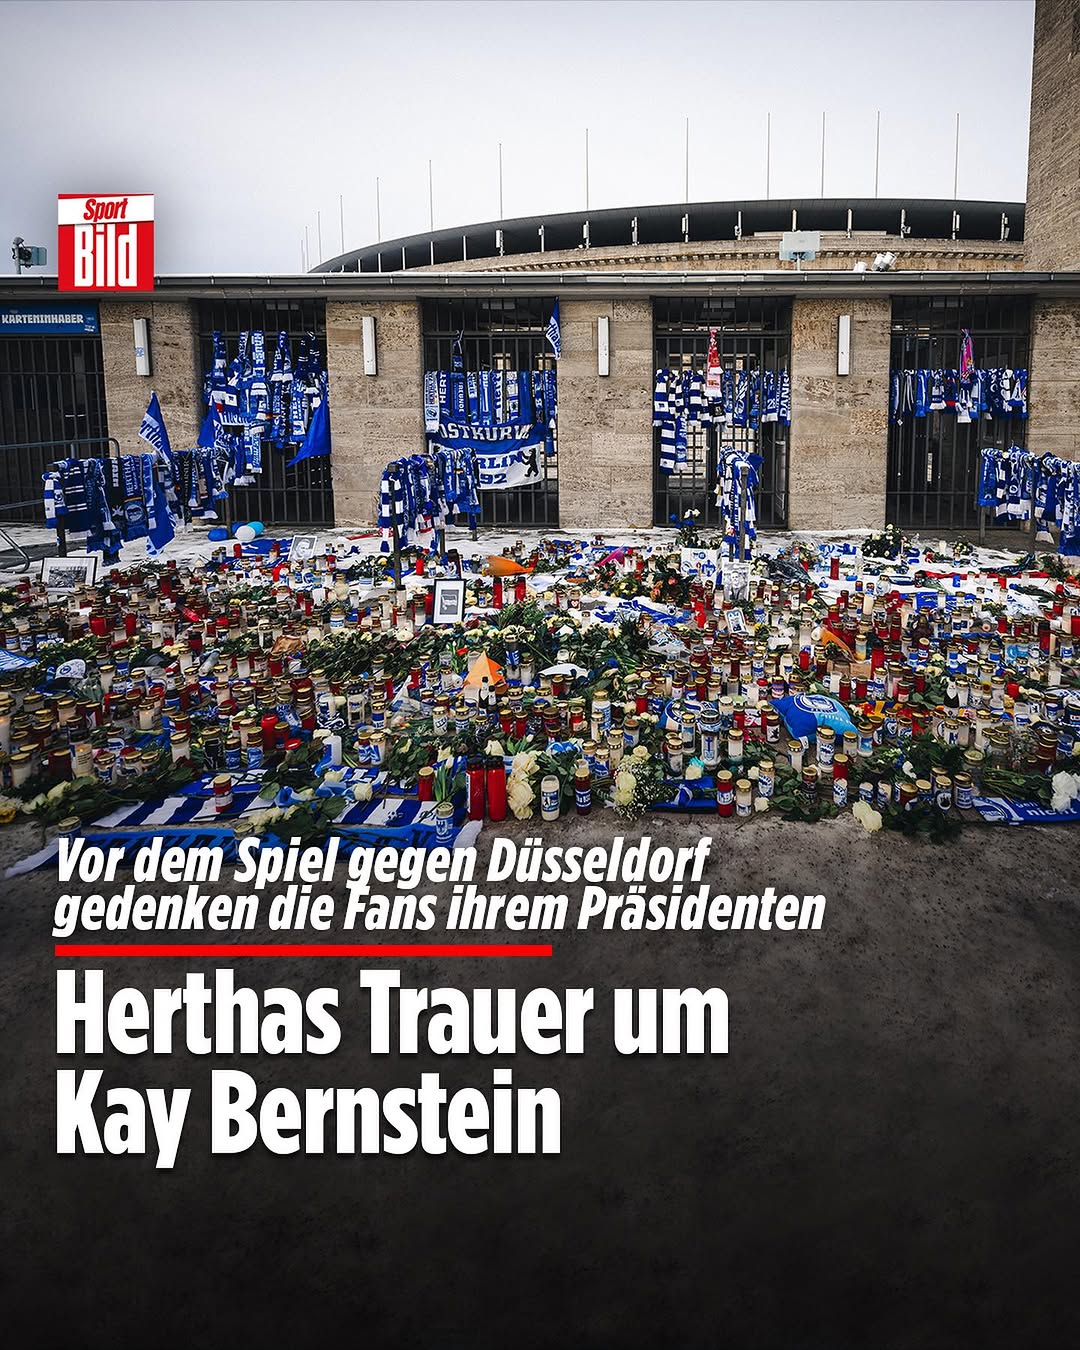 Sport
Bild
KARTENINHABER
OSTKURVE
BERLIN
92
Vor dem Spiel gegen Düsseldorf
gedenken die Fans ihrem Präsidenten
Herthas Trauer um
Kay Bernstein